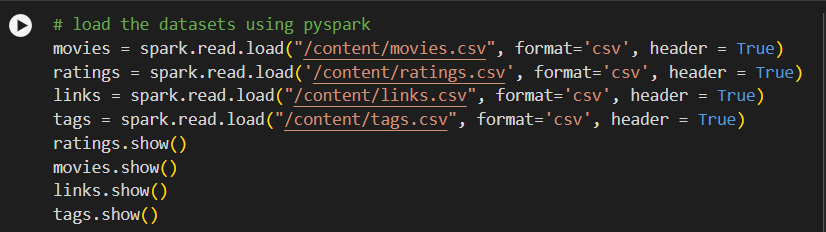 # load the datasets using pyspark
movies = spark.read.load("/content/movies.csv", format='csv', header = True)
ratings = spark.read.load('/content/ratings.csv', format='csv', header = True)
links = spark.read.load("/content/links.csv", format='csv', header = True)
tags = spark.read.load("/content/tags.csv", format='csv', header = True)
ratings.show()
movies.show()
links.show()
tags.show()